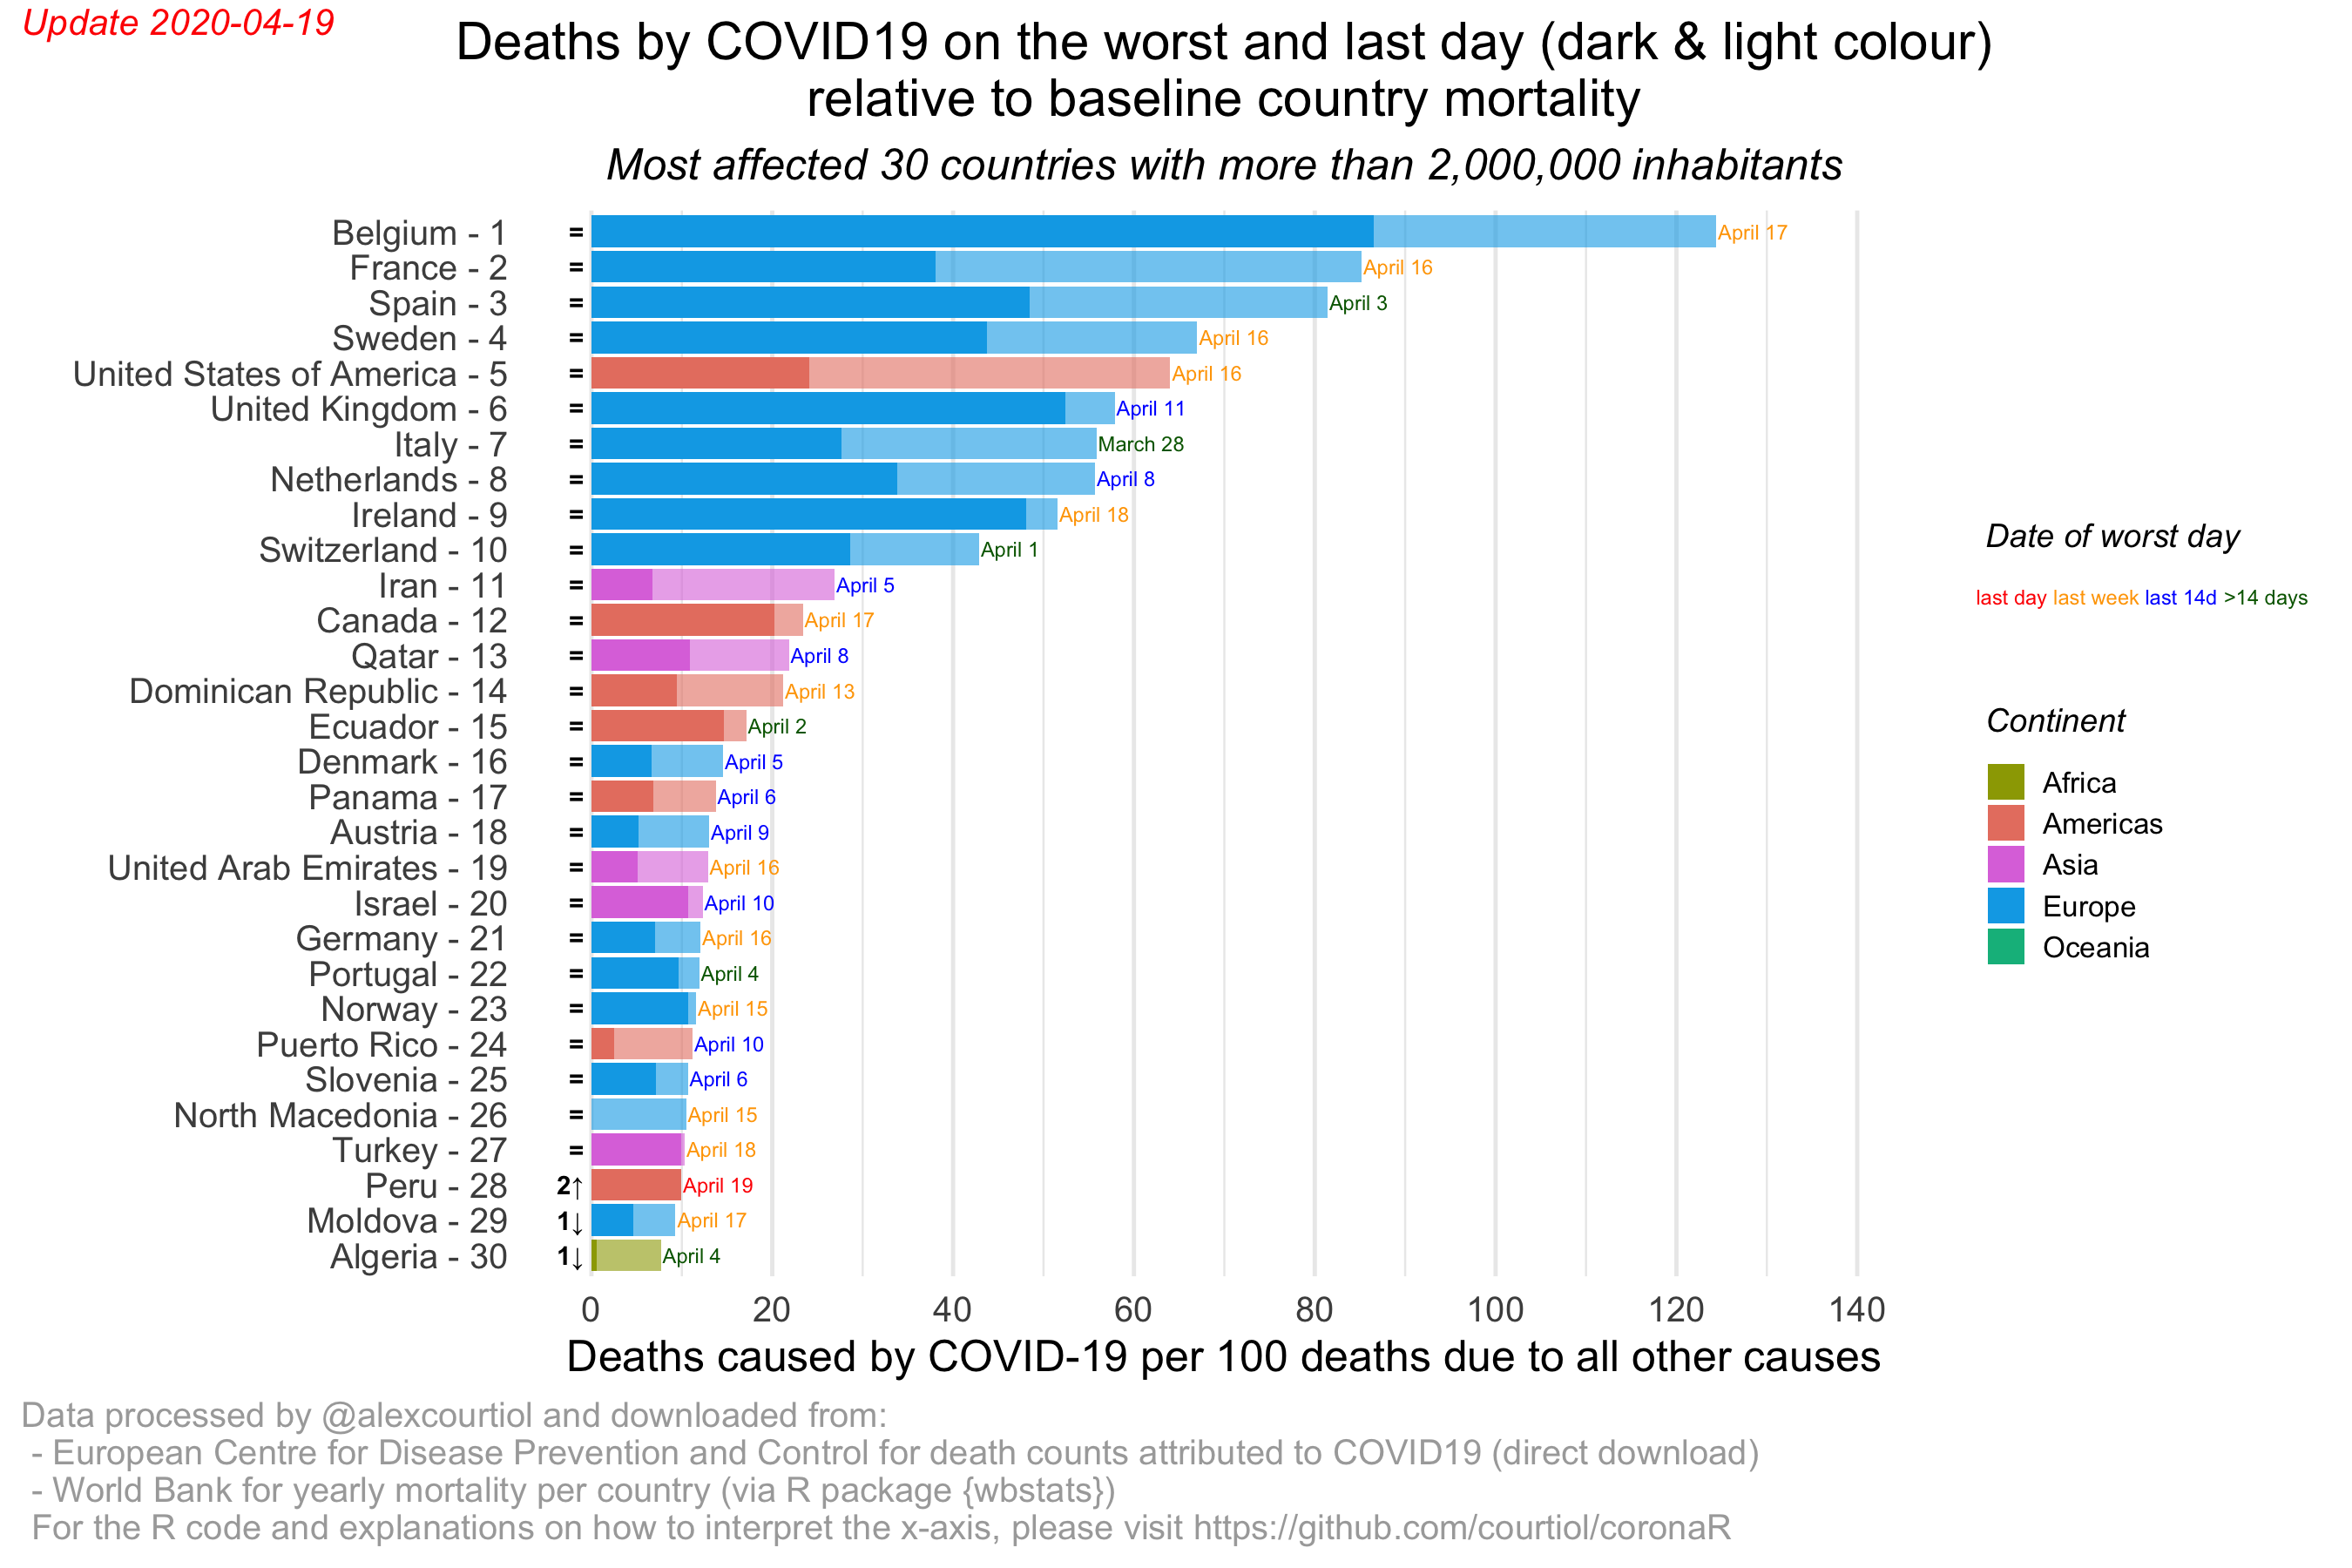 Update 2020-04-19
Deaths by COVID19 on the worst and last day (dark & light colour)
relative to baseline country mortality
Most affected 30 countries with more than 2,000,000 inhabitants
Belgium - 1 = April 17
France - 2 = April 16
Spain - 3 = April 3
Sweden - 4 = April 16
United States of America - 5 = April 16
United Kingdom - 6 = April 11
Italy - 7 = March 28
Netherlands - 8 = April 8
Ireland - 9 = April 18
Switzerland - 10 = April 1
Iran - 11 = April 5
Canada - 12 = April 17
Qatar - 13 = April 8
Dominican Republic - 14 = April 13
Ecuador - 15 = April 2
Denmark - 16 = April 5
Panama - 17 = April 6
Austria - 18 = April 9
United Arab Emirates - 19 = April 16
Israel - 20 = April 10
Germany - 21 = April 16
Portugal - 22 = April 4
Norway - 23 = April 15
Puerto Rico - 24 = April 10
Slovenia - 25 = April 6
North Macedonia - 26 = April 15
Turkey - 27 = April 18
Peru - 28 2↑ April 19
Moldova - 29 1↓ April 17
Algeria - 30 1↓ April 4
0 20 40 60 80 100 120 140
Deaths caused by COVID-19 per 100 deaths due to all other causes
Date of worst day
last day last week last 14d >14 days
Continent
Africa
Americas
Asia
Europe
Oceania
Data processed by @alexcourtiol and downloaded from:
- European Centre for Disease Prevention and Control for death counts attributed to COVID19 (direct download)
- World Bank for yearly mortality per country (via R package {wbstats})
For the R code and explanations on how to interpret the x-axis, please visit https://github.com/courtiol/coronaR